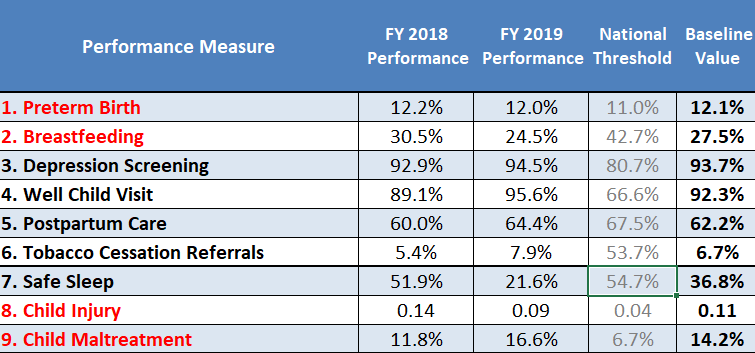 Performance Measure FY 2018 Performance FY 2019 Performance National Threshold Baseline Value
1. Preterm Birth 12.2% 12.0% 11.0% 12.1%
2. Breastfeeding 30.5% 24.5% 42.7% 27.5%
3. Depression Screening 92.9% 94.5% 80.7% 93.7%
4. Well Child Visit 89.1% 95.6% 66.6% 92.3%
5. Postpartum Care 60.0% 64.4% 67.5% 62.2%
6. Tobacco Cessation Referrals 5.4% 7.9% 53.7% 6.7%
7. Safe Sleep 51.9% 21.6% 54.7% 36.8%
8. Child Injury 0.14 0.09 0.04 0.11
9. Child Maltreatment 11.8% 16.6% 6.7% 14.2%